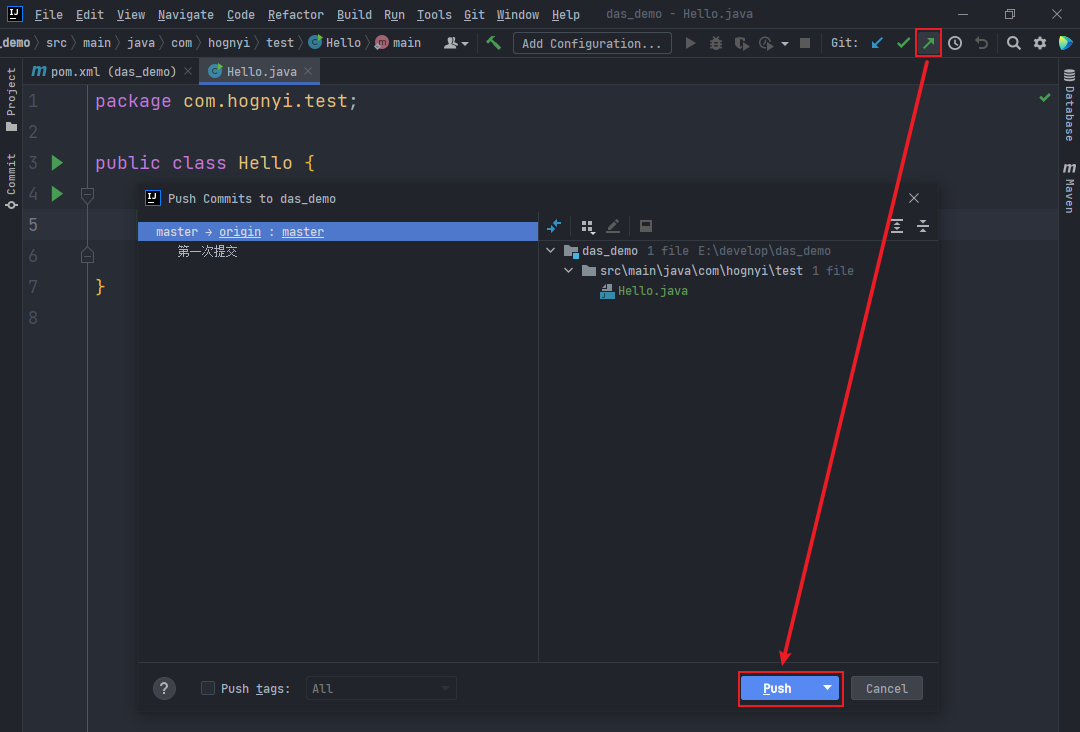 File Edit View Navigate Code Refactor Build Run Tools Git Window Help das_demo - Hello.java
_demo src main java com hognyi test Hello main Add Configuration... Git:
pom.xml (das_demo) Hello.java
Project
Commit
Database
Maven
1 package com.hognyi.test;
2
3 public class Hello {
4
5
6
7 }
8
Push Commits to das_demo
master → origin : master
第一次提交
das_demo 1 file E:\develop\das_demo
src\main\java\com\hognyi\test 1 file
Hello.java
? Push tags: All Push Cancel